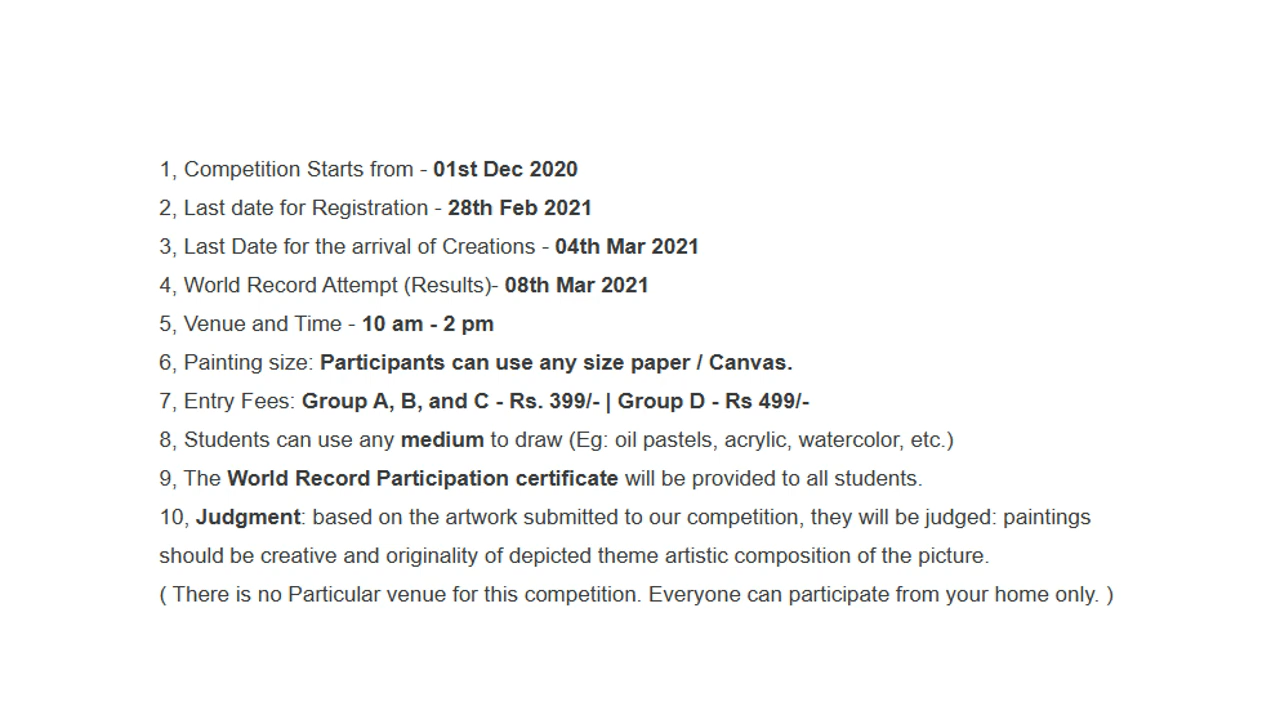 1, Competition Starts from - 01st Dec 2020
2, Last date for Registration - 28th Feb 2021
3, Last Date for the arrival of Creations - 04th Mar 2021
4, World Record Attempt (Results)- 08th Mar 2021
5, Venue and Time - 10 am - 2 pm
6, Painting size: Participants can use any size paper / Canvas.
7, Entry Fees: Group A, B, and C - Rs. 399/- | Group D - Rs 499/-
8, Students can use any medium to draw (Eg: oil pastels, acrylic, watercolor, etc.)
9, The World Record Participation certificate will be provided to all students.
10, Judgment: based on the artwork submitted to our competition, they will be judged: paintings
should be creative and originality of depicted theme artistic composition of the picture.
( There is no Particular venue for this competition. Everyone can participate from your home only. )